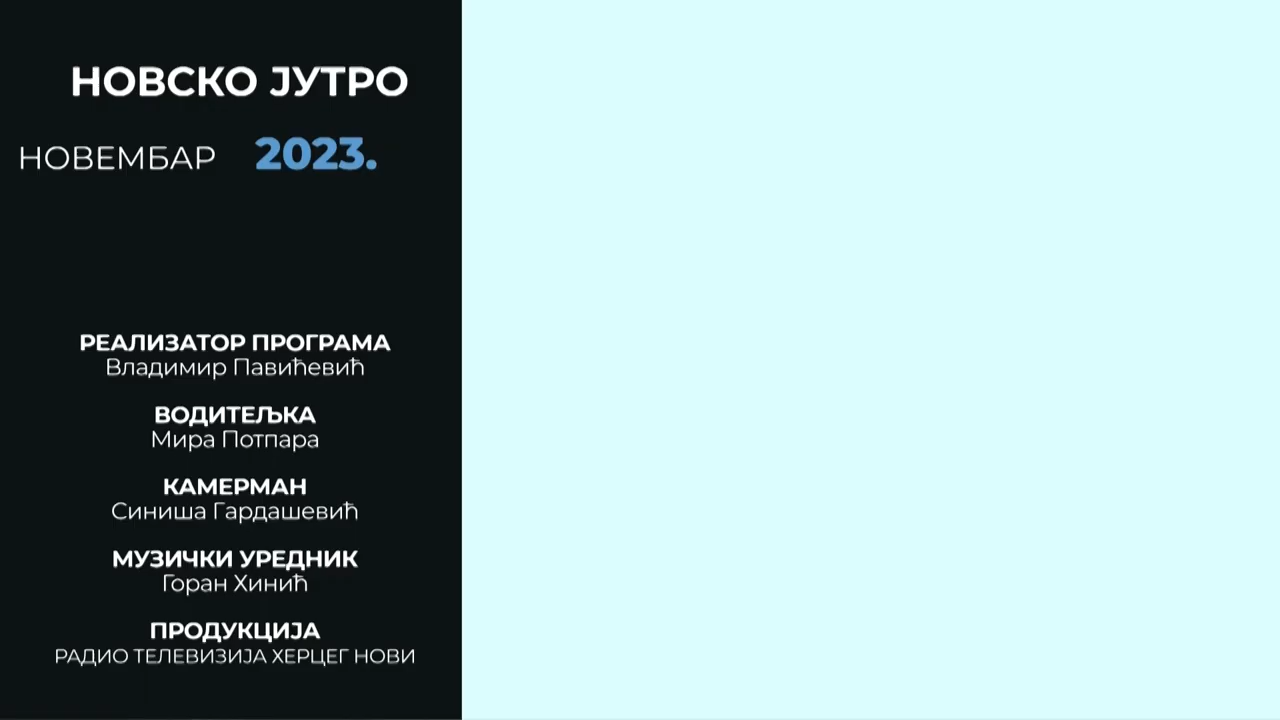 НОВСКО ЈУТРО
НОВЕМБАР 2023.
РЕАЛИЗАТОР ПРОГРАМА
Владимир Павићевић
ВОДИТЕЉКА
Мира Потпара
КАМЕРМАН
Синиша Гардашевић
МУЗИЧКИ УРЕДНИК
Горан Хинић
ПРОДУКЦИЈА
РАДИО ТЕЛЕВИЗИЈА ХЕРЦЕГ НОВИ